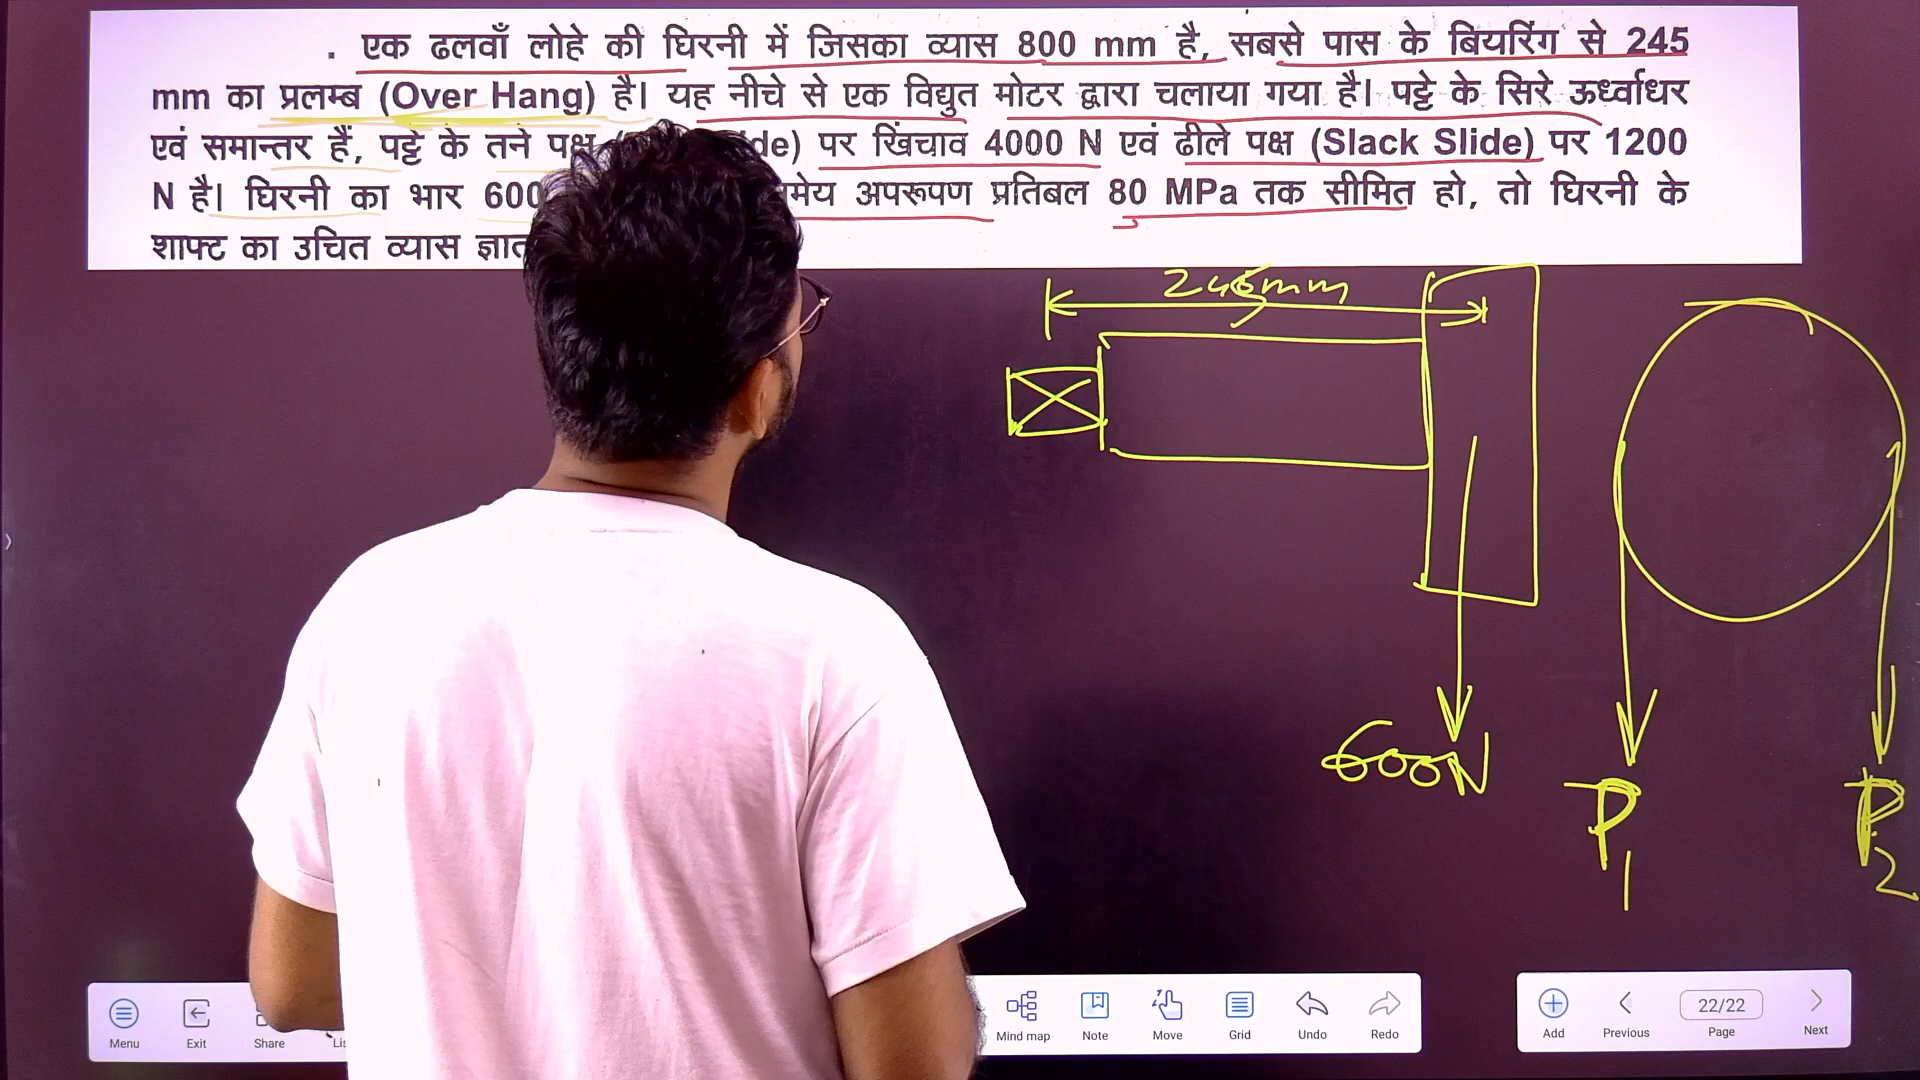 . एक ढलवाँ लोहे की घिरनी में जिसका व्यास 800 mm है, सबसे पास के बियरिंग से 245
mm का प्रलम्ब (Over Hang) है। यह नीचे से एक विद्युत मोटर द्वारा चलाया गया है। पट्टे के सिरे ऊर्ध्वाधर
एवं समान्तर हैं, पट्टे के तने पक्ष पर खिंचाव 4000 N एवं ढीले पक्ष (Slack Slide) पर 1200
N है। घिरनी का भार 600 अपरूपण प्रतिबल 80 MPa तक सीमित हो, तो घिरनी के
शाफ्ट का उचित व्यास ज्ञात
245mm
600N
P1
P2
Menu
Exit
Share
Mind map
Note
Move
Grid
Undo
Redo
Add
Previous
22/22
Page
Next